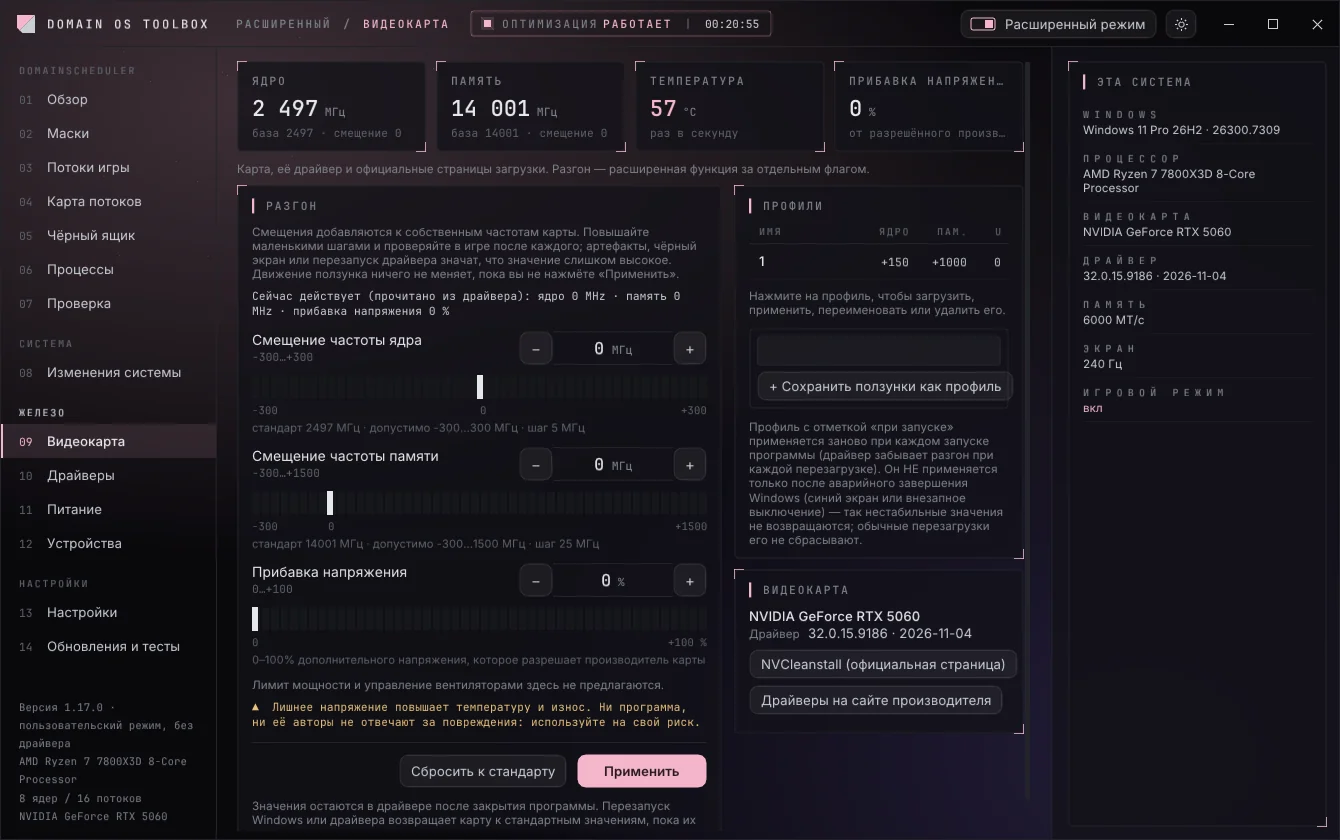 DOMAIN OS TOOLBOX
РАСШИРЕННЫЙ / ВИДЕОКАРТА
ОПТИМИЗАЦИЯ РАБОТАЕТ | 00:20:55
Расширенный режим
DOMAINSCHEDULER
01 Обзор
02 Маски
03 Потоки игры
04 Карта потоков
05 Чёрный ящик
06 Процессы
07 Проверка
СИСТЕМА
08 Изменения системы
ЖЕЛЕЗО
09 Видеокарта
10 Драйверы
11 Питание
12 Устройства
НАСТРОЙКИ
13 Настройки
14 Обновления и тесты
Версия 1.17.0 ·
пользовательский режим, без
драйвера
AMD Ryzen 7 7800X3D 8-Core
Processor
8 ядер / 16 потоков
NVIDIA GeForce RTX 5060
ЯДРО
2 497 МГц
база 2497 · смещение 0
ПАМЯТЬ
14 001 МГц
база 14001 · смещение 0
ТЕМПЕРАТУРА
57 °C
раз в секунду
ПРИБАВКА НАПРЯЖЕН…
0 %
от разрешённого произв…
Карта, её драйвер и официальные страницы загрузки. Разгон — расширенная функция за отдельным флагом.
РАЗГОН
Смещения добавляются к собственным частотам карты. Повышайте
маленькими шагами и проверяйте в игре после каждого; артефакты, чёрный
экран или перезапуск драйвера значат, что значение слишком высокое.
Движение ползунка ничего не меняет, пока вы не нажмёте «Применить».
Сейчас действует (прочитано из драйвера): ядро 0 MHz · память 0
MHz · прибавка напряжения 0 %
Смещение частоты ядра
-300…+300
− 0 МГц +
-300 0 +300
стандарт 2497 МГц · допустимо -300…300 МГц · шаг 5 МГц
Смещение частоты памяти
-300…+1500
− 0 МГц +
-300 0 +1500
стандарт 14001 МГц · допустимо -300…1500 МГц · шаг 25 МГц
Прибавка напряжения
0…+100
− 0 % +
0 +100 %
0–100% дополнительного напряжения, которое разрешает производитель карты
Лимит мощности и управление вентиляторами здесь не предлагаются.
▲ Лишнее напряжение повышает температуру и износ. Ни программа,
ни её авторы не отвечают за повреждения: используйте на свой риск.
Сбросить к стандарту
Применить
Значения остаются в драйвере после закрытия программы. Перезапуск
Windows или драйвера возвращает карту к стандартным значениям, пока их
ПРОФИЛИ
ИМЯ ЯДРО ПАМ. U
1 +150 +1000 0
Нажмите на профиль, чтобы загрузить,
применить, переименовать или удалить его.
+ Сохранить ползунки как профиль
Профиль с отметкой «при запуске»
применяется заново при каждом запуске
программы (драйвер забывает разгон при
каждой перезагрузке). Он НЕ применяется
только после аварийного завершения
Windows (синий экран или внезапное
выключение) — так нестабильные значения
не возвращаются; обычные перезагрузки
его не сбрасывают.
ВИДЕОКАРТА
NVIDIA GeForce RTX 5060
Драйвер 32.0.15.9186 · 2026-11-04
NVCleanstall (официальная страница)
Драйверы на сайте производителя
ЭТА СИСТЕМА
WINDOWS
Windows 11 Pro 26H2 · 26300.7309
ПРОЦЕССОР
AMD Ryzen 7 7800X3D 8-Core
Processor
ВИДЕОКАРТА
NVIDIA GeForce RTX 5060
ДРАЙВЕР
32.0.15.9186 · 2026-11-04
ПАМЯТЬ
6000 МТ/с
ЭКРАН
240 Гц
ИГРОВОЙ РЕЖИМ
вкл